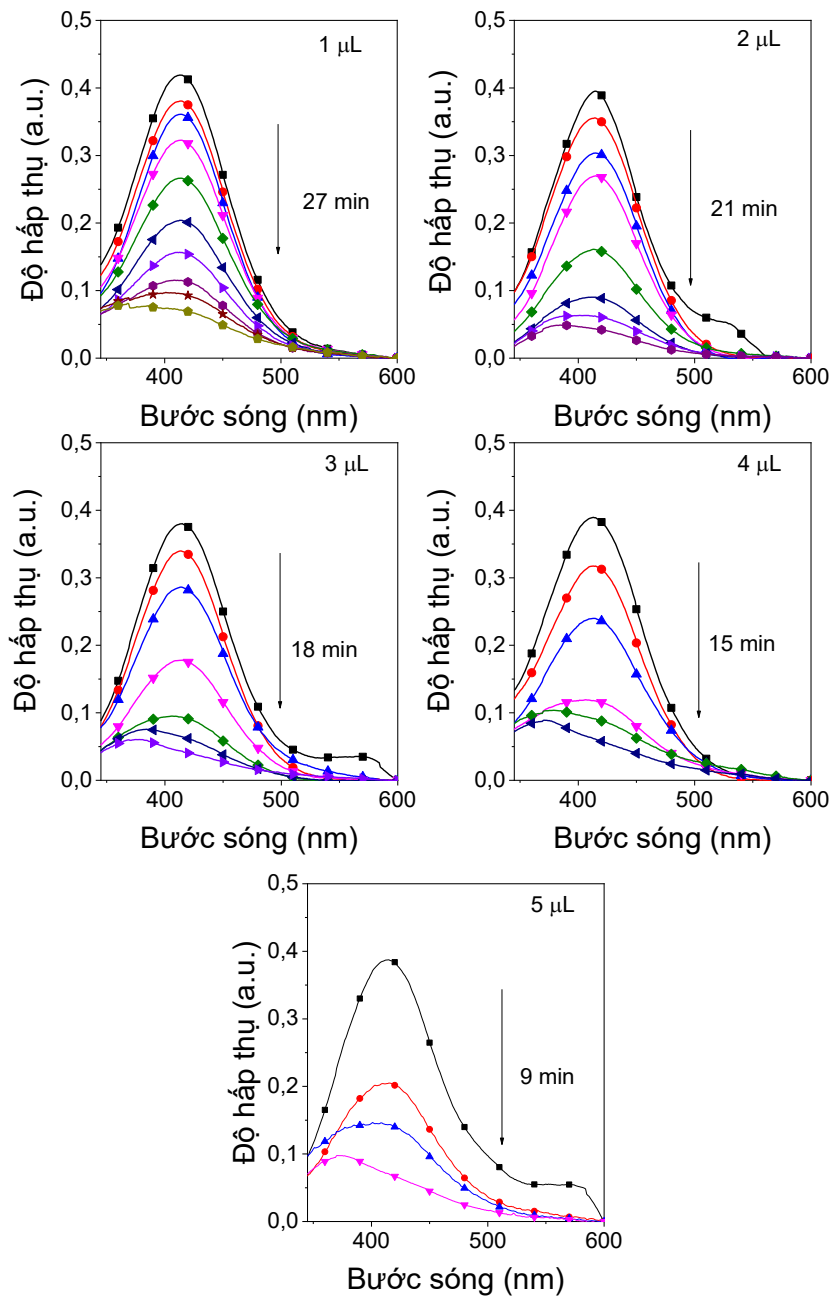 1 μL
0,5
0,4
0,3
0,2
0,1
0,0
Độ hấp thụ (a.u.)
27 min
400
500
600
Bước sóng (nm)
2 μL
0,5
0,4
0,3
0,2
0,1
0,0
Độ hấp thụ (a.u.)
21 min
400
500
600
Bước sóng (nm)
3 μL
0,5
0,4
0,3
0,2
0,1
0,0
Độ hấp thụ (a.u.)
18 min
400
500
600
Bước sóng (nm)
4 μL
0,5
0,4
0,3
0,2
0,1
0,0
Độ hấp thụ (a.u.)
15 min
400
500
600
Bước sóng (nm)
5 μL
0,5
0,4
0,3
0,2
0,1
0,0
Độ hấp thụ (a.u.)
9 min
400
500
600
Bước sóng (nm)